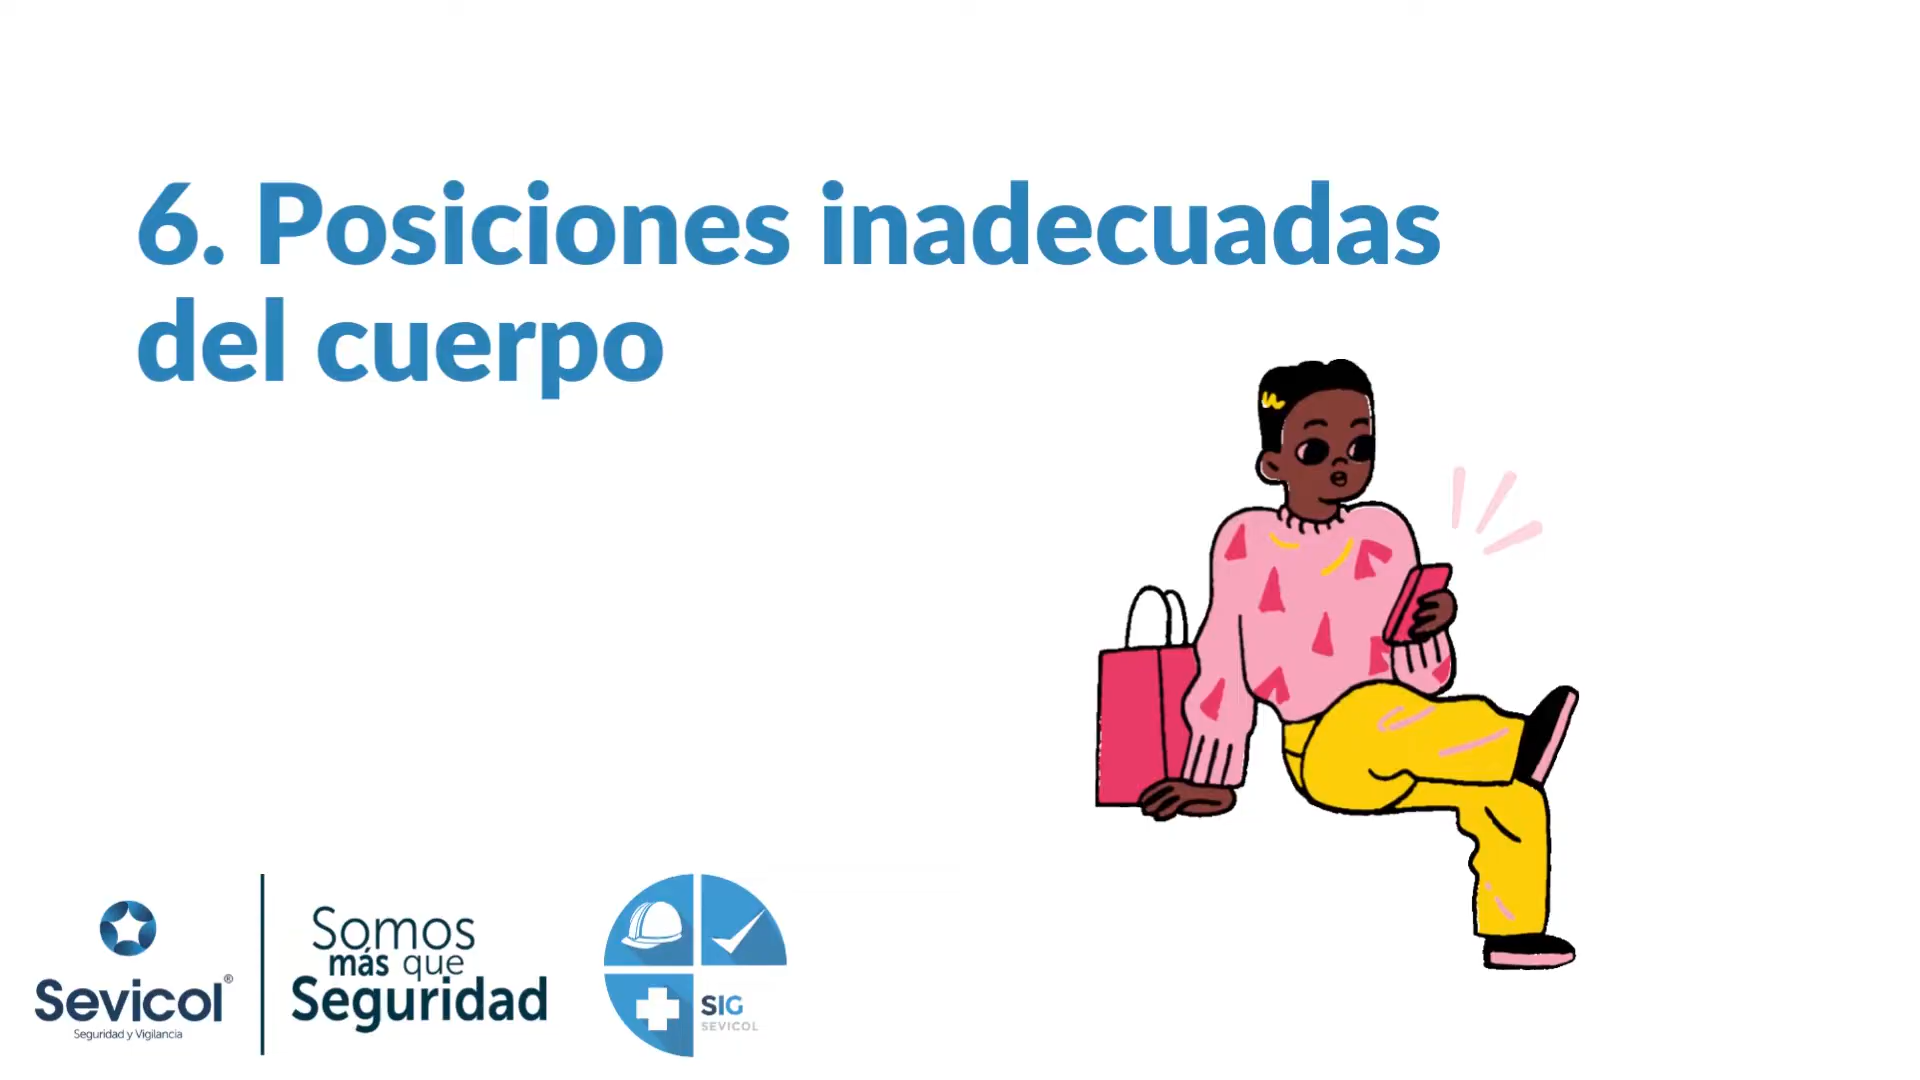 6. Posiciones inadecuadas
del cuerpo
Sevicol®
Seguridad y Vigilancia
Somos
más que
Seguridad
SIG
SEVICOL